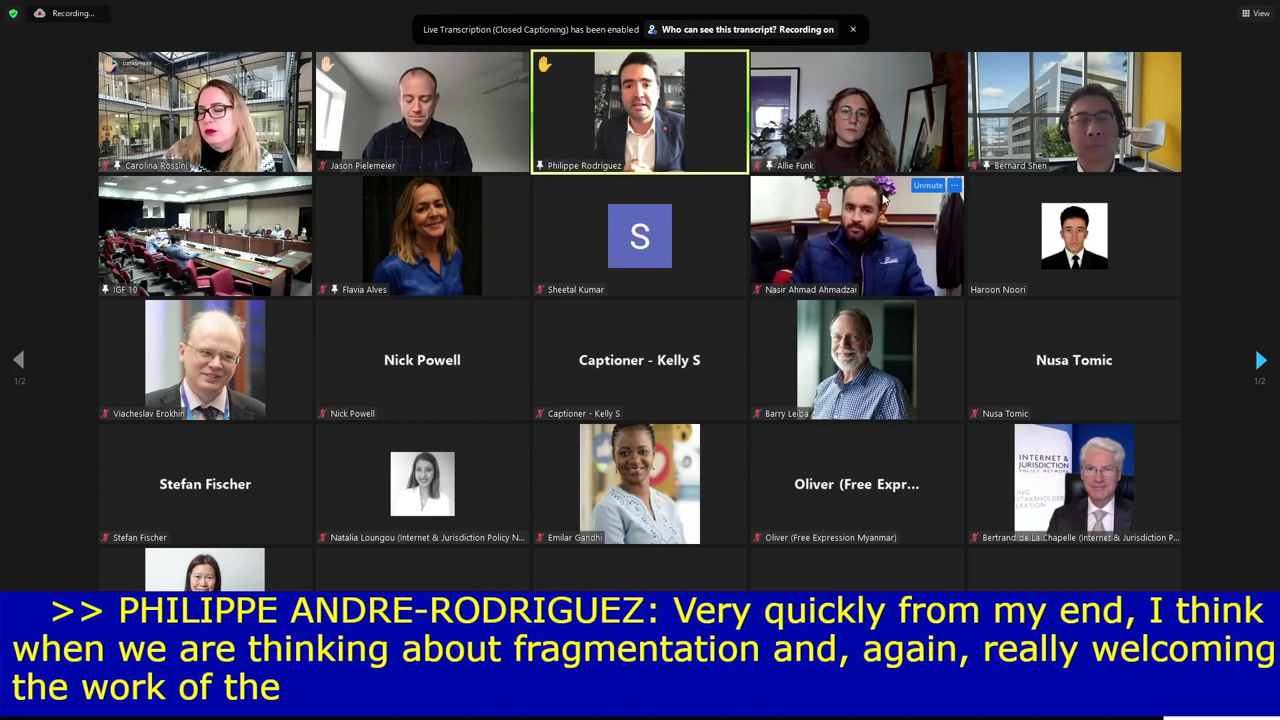 Recording...
Live Transcription (Closed Captioning) has been enabled
Who can see this transcript? Recording on
View
DATASPHERE
Carolina Rossini
Jason Pielemeier
Philippe Rodriguez
Allie Funk
Bernard Shen
IGF 10
Flavia Alves
S
Sheetal Kumar
Unmute
Nasir Ahmad Ahmadzai
Haroon Noori
1/2
1/2
Viacheslav Erokhin
Nick Powell
Nick Powell
Captioner - Kelly S
Captioner - Kelly S
Barry Leiba
Nusa Tomic
Nusa Tomic
Stefan Fischer
Stefan Fischer
Natalia Loungou (Internet & Jurisdiction Policy N...
Emilar Gandhi
Oliver (Free Expr...
Oliver (Free Expression Myanmar)
INTERNET &
JURISDICTION
POLICY NETWORK
Bertrand de La Chapelle (Internet & Jurisdiction P...
>> PHILIPPE ANDRE-RODRIGUEZ: Very quickly from my end, I think
when we are thinking about fragmentation and, again, really welcoming
the work of the